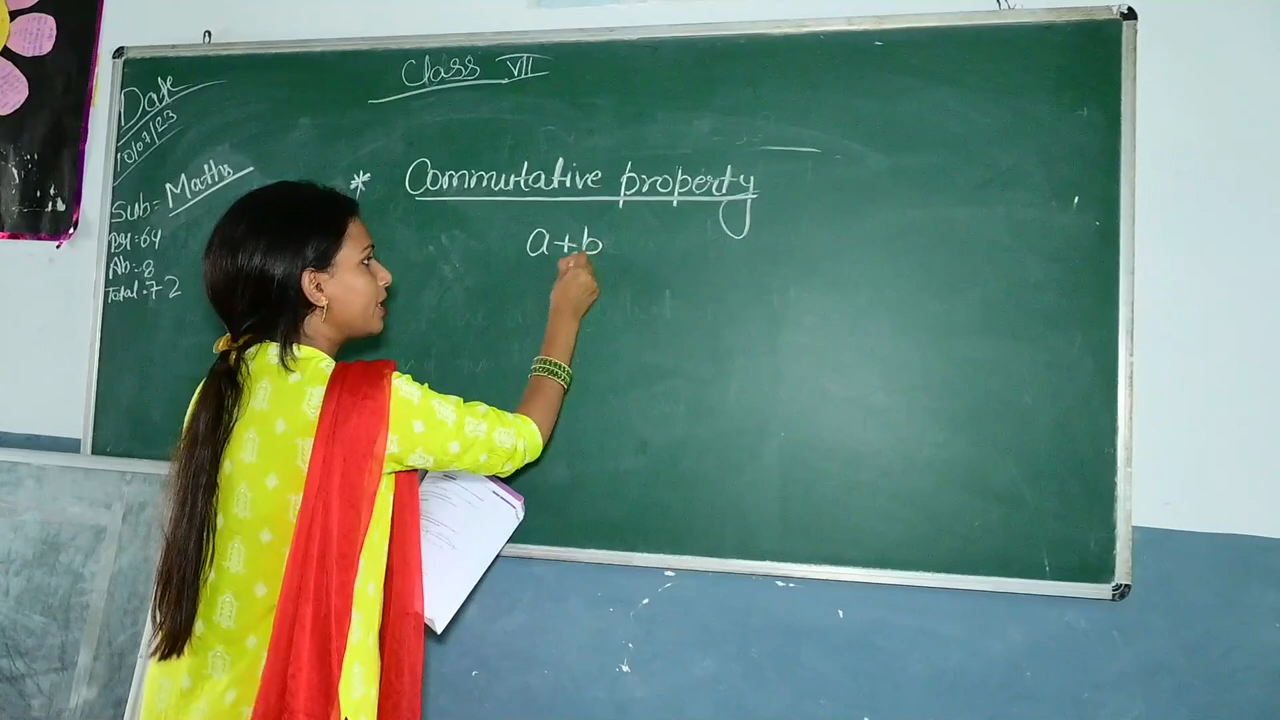 Class VII
Date
10/07/23
Sub= Maths
Pr=64
Ab=8
Total=72
* Commutative property
a+b